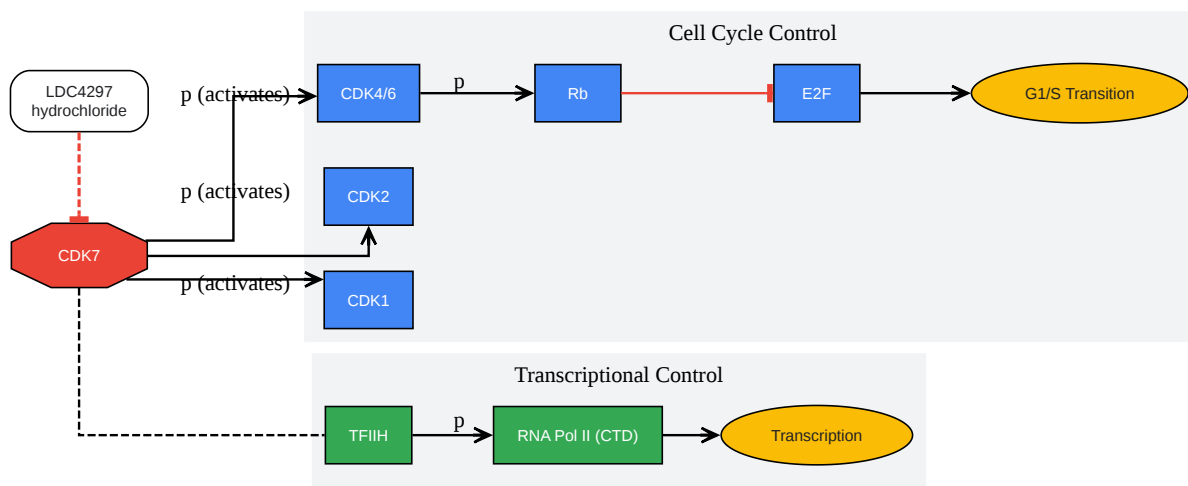 Cell Cycle Control
LDC4297
hydrochloride
p (activates)
CDK4/6
p
Rb
E2F
G1/S Transition
p (activates)
CDK2
CDK7
p (activates)
CDK1
Transcriptional Control
TFIIH
p
RNA Pol II (CTD)
Transcription